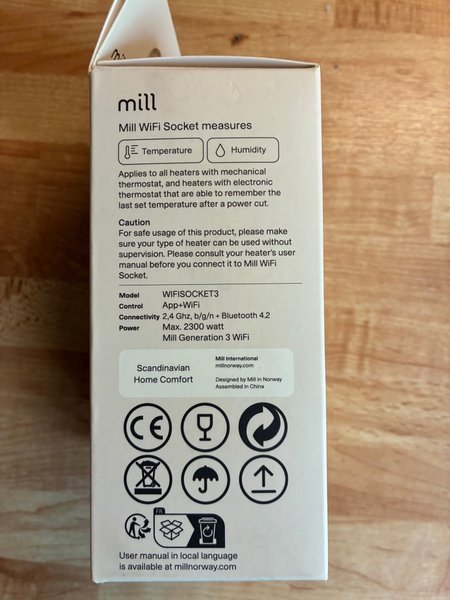 mill
Mill WiFi Socket measures
Temperature
Humidity
Applies to all heaters with mechanical
thermostat, and heaters with electronic
thermostat that are able to remember the
last set temperature after a power cut.
Caution
For safe usage of this product, please make
sure your type of heater can be used without
supervision. Please consult your heater's user
manual before you connect it to Mill WiFi
Socket.
Model WIFISOCKET3
Control App+WiFi
Connectivity 2,4 Ghz, b/g/n + Bluetooth 4.2
Power Max. 2300 watt
Mill Generation 3 WiFi
Scandinavian
Home Comfort
Mill International
millnorway.com
Designed by Mill in Norway
Assembled in China
CE
FR
User manual in local language
is available at millnorway.com